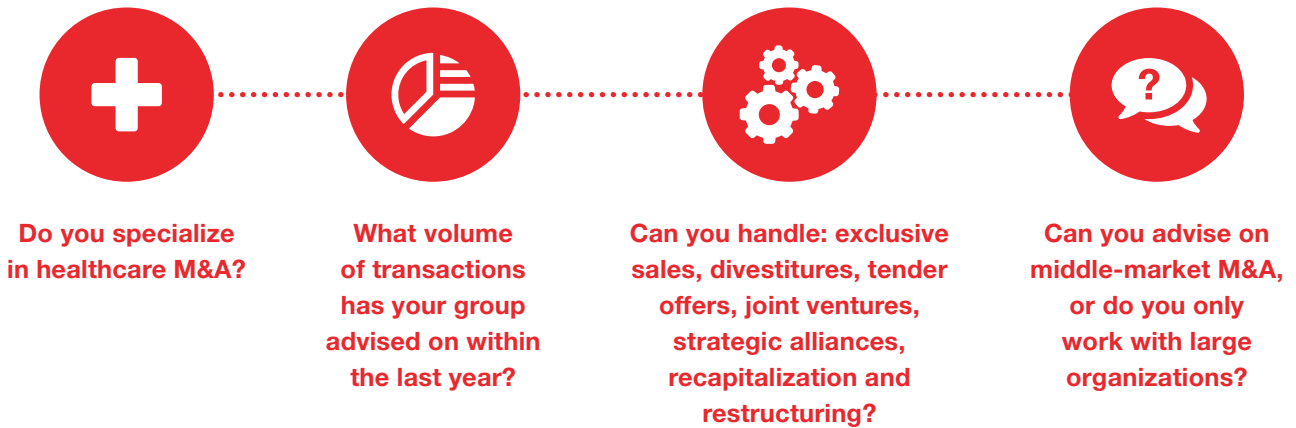 ?
Do you specialize
in healthcare M&A?
What volume
of transactions
has your group
advised on within
the last year?
Can you handle: exclusive
sales, divestitures, tender
offers, joint ventures,
strategic alliances,
recapitalization and
restructuring?
Can you advise on
middle-market M&A,
or do you only
work with large
organizations?